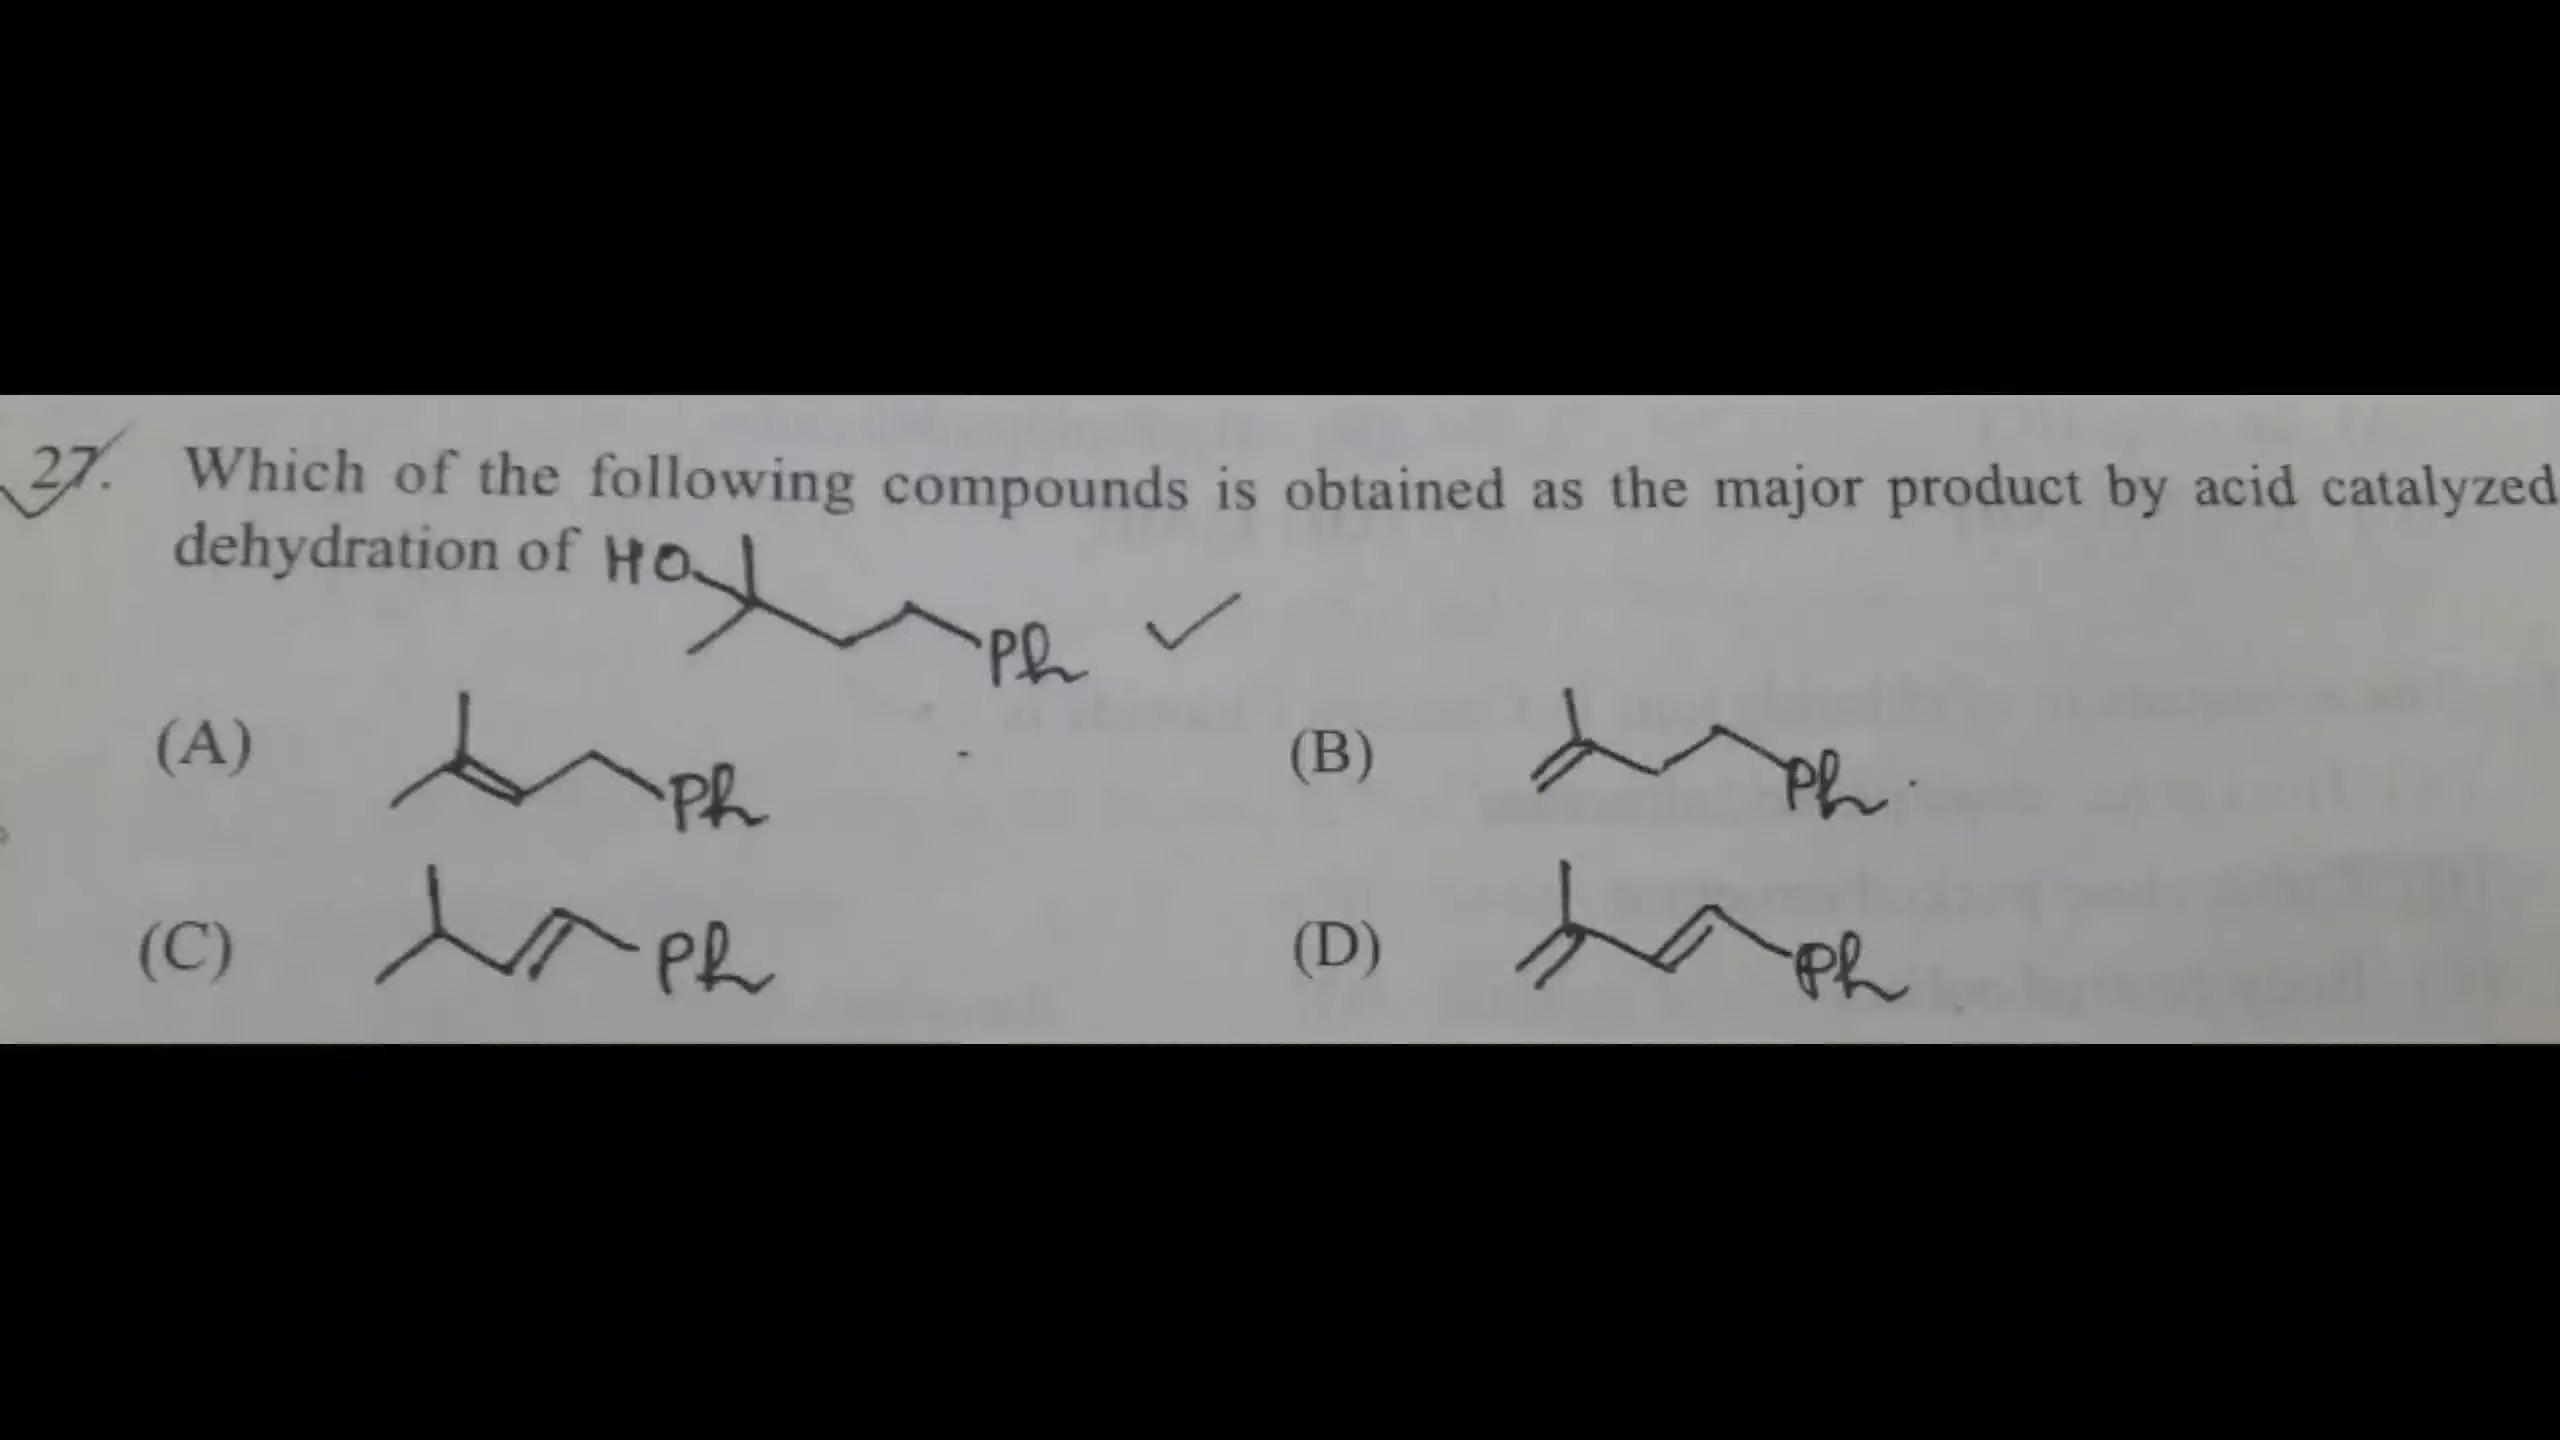 27. Which of the following compounds is obtained as the major product by acid catalyzed
dehydration of HO Ph
(A) Ph (B) Ph
(C) Ph (D) Ph